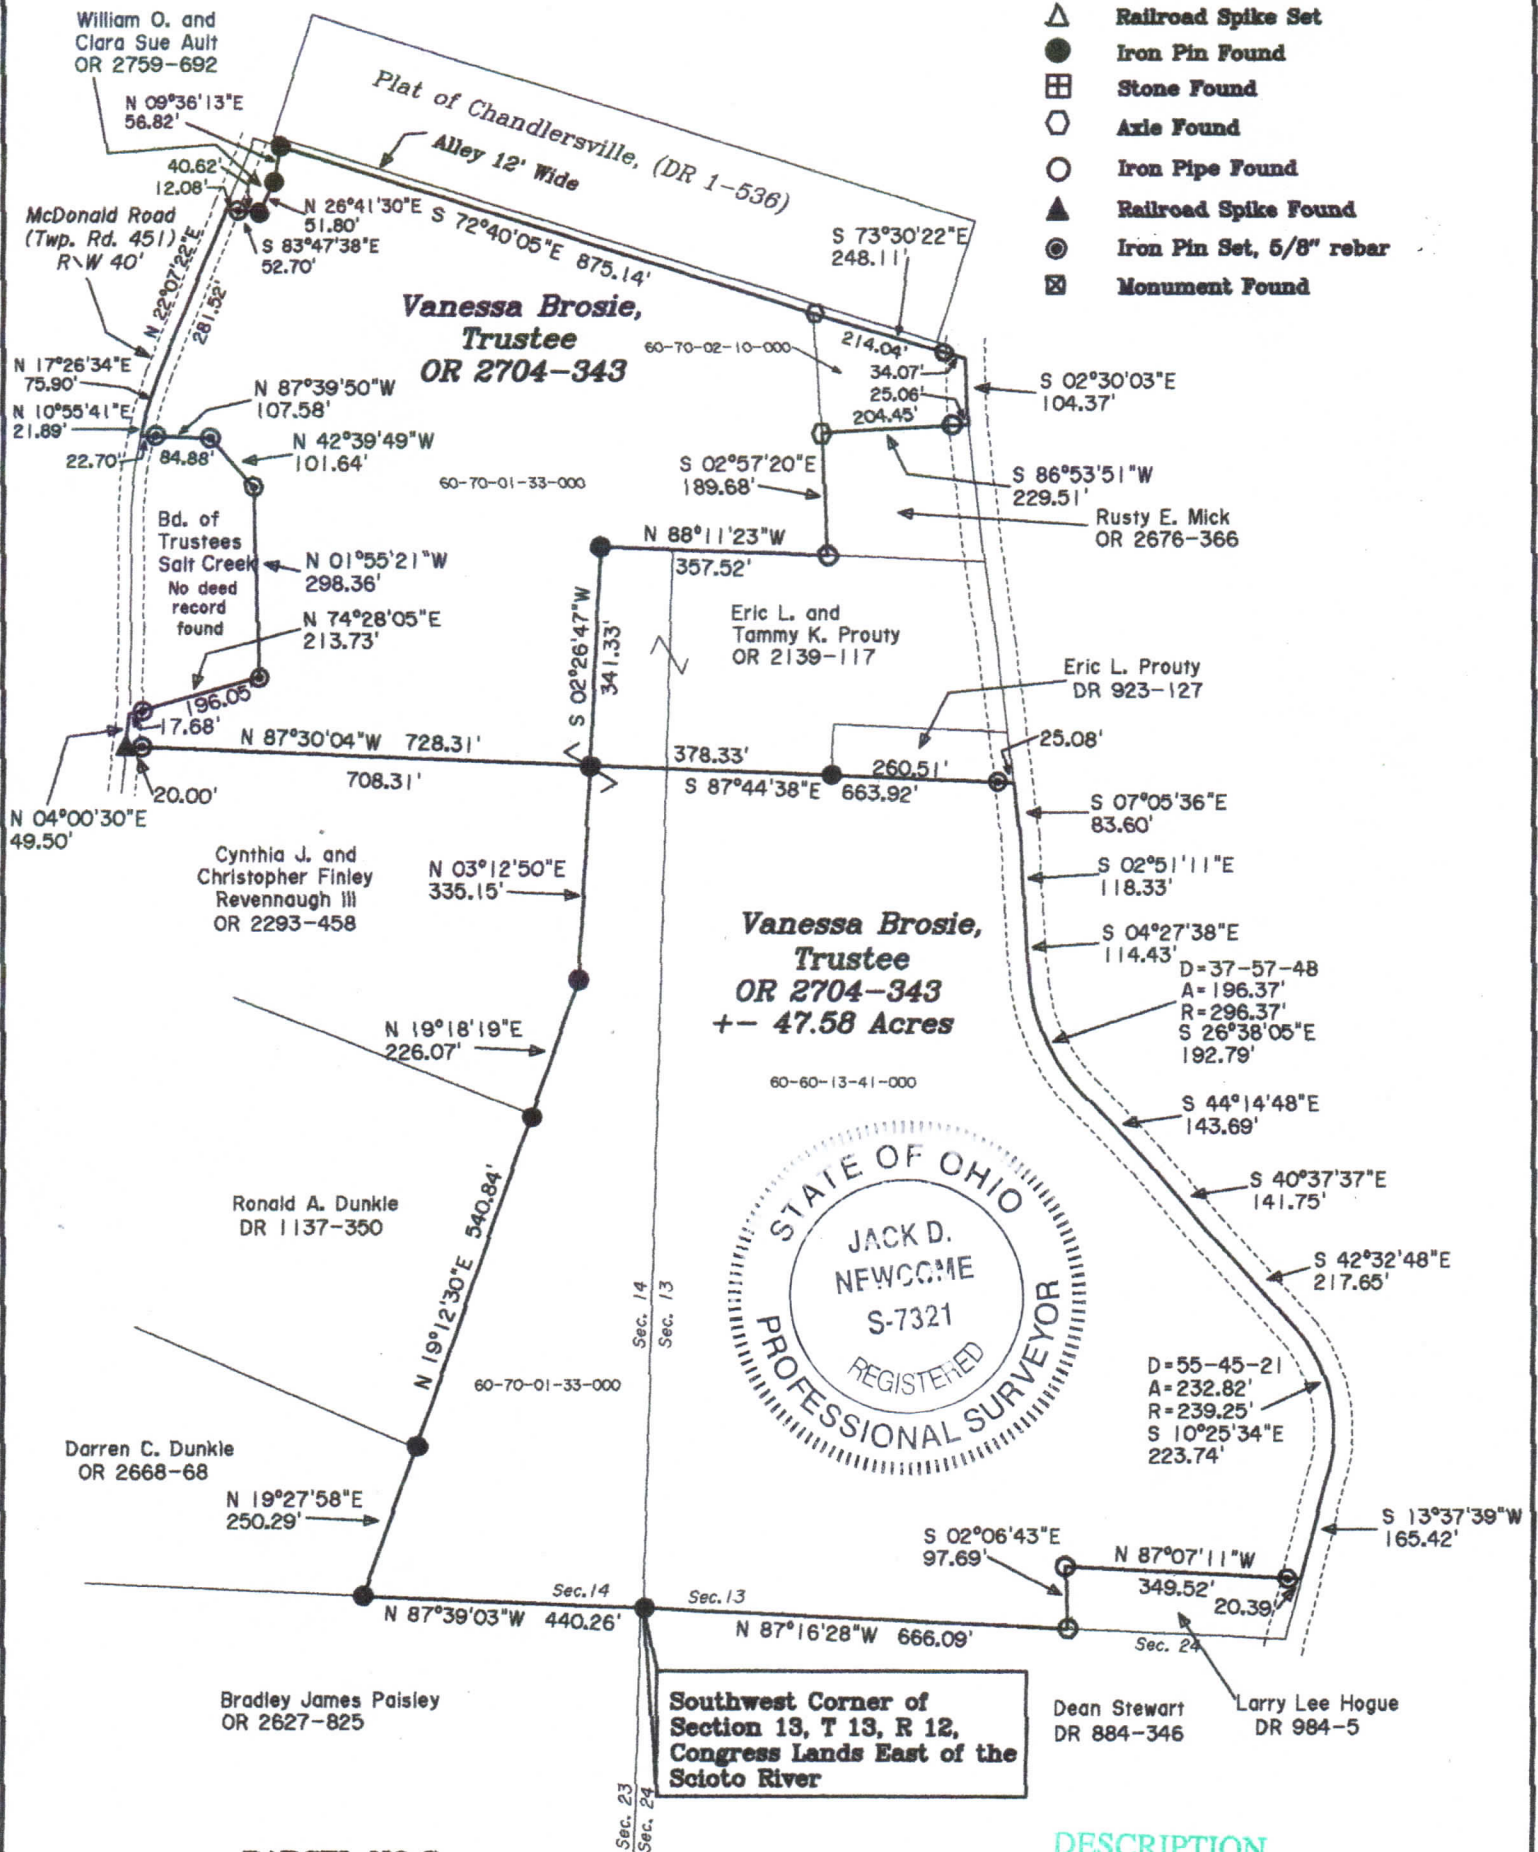 William O. and
Clara Sue Ault
OR 2759-692
Railroad Spike Set
Iron Pin Found
Stone Found
Axle Found
Iron Pipe Found
Railroad Spike Found
Iron Pin Set, 5/8" rebar
Monument Found
Plat of Chandlersville, (DR 1-536)
Alley 12' Wide
N 09°36'13"E
56.82'
40.62'
12.08'
N 26°41'30"E
51.80'
S 83°47'38"E
52.70'
S 72°40'05"E 875.14'
S 73°30'22"E
248.11'
McDonald Road
(Twp. Rd. 451)
R\W 40'
N 22°07'22"E
281.52'
Vanessa Brosie,
Trustee
OR 2704-343
60-70-02-10-000
214.04'
34.07'
25.06'
204.45'
S 02°30'03"E
104.37'
N 17°26'34"E
75.90'
N 10°55'41"E
21.89'
22.70'
84.88'
N 87°39'50"W
107.58'
N 42°39'49"W
101.64'
60-70-01-33-000
S 02°57'20"E
189.68'
S 86°53'51"W
229.51'
Rusty E. Mick
OR 2676-366
Bd. of
Trustees
Salt Creek
No deed
record
found
N 01°55'21"W
298.36'
N 74°28'05"E
213.73'
196.05'
17.68'
N 88°11'23"W
357.52'
S 02°26'47"W
341.33'
Eric L. and
Tammy K. Prouty
OR 2139-117
Eric L. Prouty
DR 923-127
25.08'
N 87°30'04"W 728.31'
708.31'
20.00'
378.33'
260.51'
S 87°44'38"E 663.92'
N 04°00'30"E
49.50'
S 07°05'36"E
83.60'
Cynthia J. and
Christopher Finley
Revennaugh III
OR 2293-458
N 03°12'50"E
335.15'
S 02°51'11"E
118.33'
Vanessa Brosie,
Trustee
OR 2704-343
+- 47.58 Acres
S 04°27'38"E
114.43'
D=37-57-48
A=196.37'
R=296.37'
S 26°38'05"E
192.79'
N 19°18'19"E
226.07'
60-60-13-41-000
S 44°14'48"E
143.69'
S 40°37'37"E
141.75'
Ronald A. Dunkle
DR 1137-350
N 19°12'30"E 540.84'
STATE OF OHIO
JACK D.
NEWCOME
S-7321
REGISTERED
PROFESSIONAL SURVEYOR
Sec. 14
Sec. 13
S 42°32'48"E
217.65'
60-70-01-33-000
D=55-45-21
A=232.82'
R=239.25'
S 10°25'34"E
223.74'
Darren C. Dunkle
OR 2668-68
N 19°27'58"E
250.29'
S 13°37'39"W
165.42'
S 02°06'43"E
97.69'
N 87°07'11"W
349.52'
20.39'
Sec.14
Sec.13
N 87°39'03"W 440.26'
N 87°16'28"W 666.09'
Sec. 24
Bradley James Paisley
OR 2627-825
Southwest Corner of
Section 13, T 13, R 12,
Congress Lands East of the
Scioto River
Dean Stewart
DR 884-346
Larry Lee Hogue
DR 984-5
Sec. 23
Sec. 24
DESCRIPTION